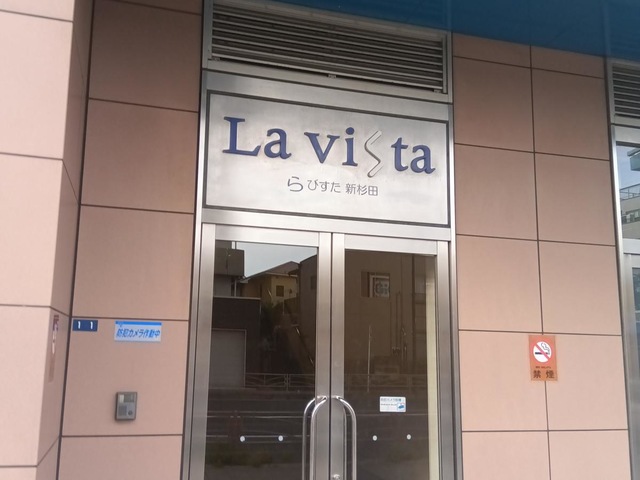 La vista
らびすた 新杉田
11
防犯カメラ作動中
禁煙